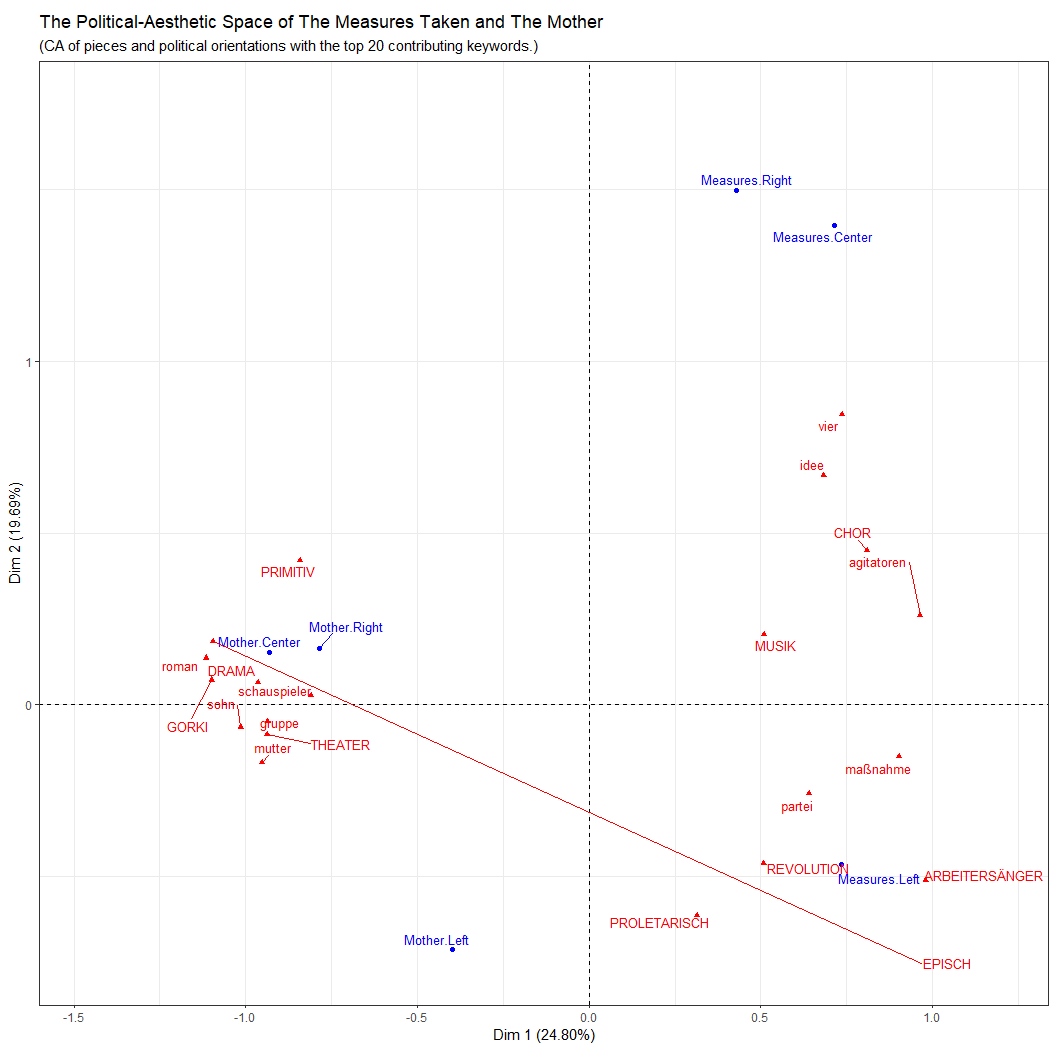 The Political-Aesthetic Space of The Measures Taken and The Mother
(CA of pieces and political orientations with the top 20 contributing keywords.)
Measures.Right
Measures.Center
vier
idee
CHOR
agitatoren
PRIMITIV
Mother.Right
Mother.Center
MUSIK
roman
DRAMA
schauspieler
sohn
gruppe
GORKI
THEATER
mutter
maßnahme
partei
REVOLUTION
Measures.Left
ARBEITERSÄNGER
PROLETARISCH
Mother.Left
EPISCH
1
0
Dim 2 (19.69%)
-1.5
-1.0
-0.5
0.0
0.5
1.0
Dim 1 (24.80%)